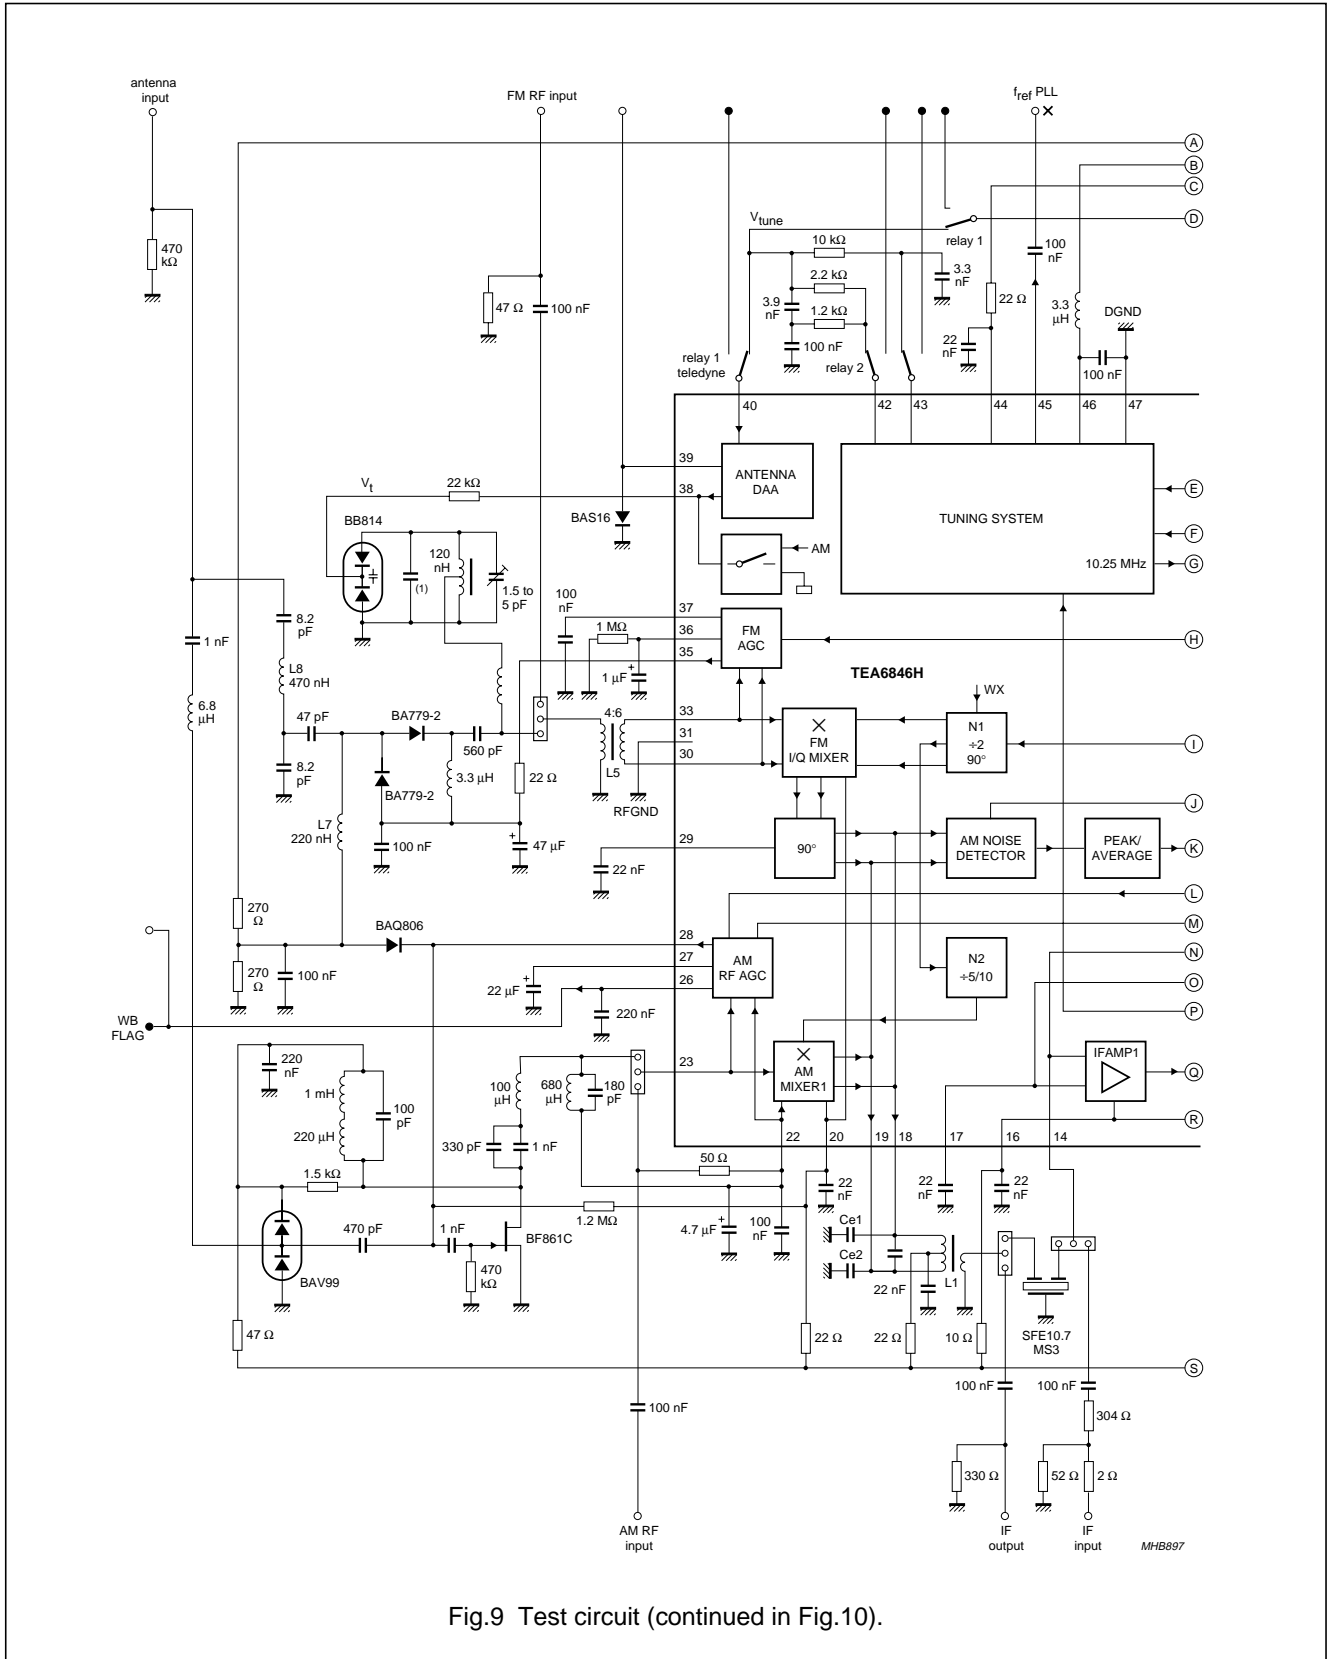 antenna
input
FM RF input
fref PLL
A
B
C
D
Vtune
relay 1
10 kΩ
2.2 kΩ
1.2 kΩ
3.9
nF
3.3
nF
100 nF
100
nF
470
kΩ
47 Ω
100 nF
22 Ω
22
nF
3.3
μH
DGND
100 nF
relay 1
teledyne
relay 2
40
42
43
44
45
46
47
39
38
ANTENNA
DAA
TUNING SYSTEM
10.25 MHz
E
F
G
Vt
22 kΩ
BB814
BAS16
AM
(1)
120
nH
1.5 to
5 pF
100
nF
1 MΩ
1 μF
+
37
36
35
FM
AGC
H
TEA6846H
1 nF
8.2
pF
L8
470 nH
6.8
μH
47 pF
8.2
pF
BA779-2
BA779-2
560 pF
3.3 μH
22 Ω
4:6
L5
RFGND
33
31
30
FM
I/Q MIXER
WX
N1
÷2
90°
I
L7
220 nH
100 nF
+
47 μF
29
22 nF
90°
AM NOISE
DETECTOR
PEAK/
AVERAGE
J
K
L
M
270
Ω
270
Ω
100 nF
BAQ806
28
27
26
AM
RF AGC
22 μF
+
220 nF
N2
÷5/10
N
O
P
WB
FLAG
220
nF
1 mH
220 μH
100
pF
100
μH
680
μH
180
pF
330 pF
1 nF
23
AM
MIXER1
IFAMP1
Q
R
22
20
19
18
17
16
14
1.5 kΩ
50 Ω
1.2 MΩ
470 pF
1 nF
BF861C
470
kΩ
BAV99
4.7 μF
+
100
nF
22
nF
22
nF
22
nF
Ce1
Ce2
22 nF
L1
SFE10.7
MS3
47 Ω
22 Ω
22 Ω
10 Ω
S
100 nF
100 nF
100 nF
304 Ω
330 Ω
52 Ω
2 Ω
AM RF
input
IF
output
IF
input
MHB897
Fig.9 Test circuit (continued in Fig.10).